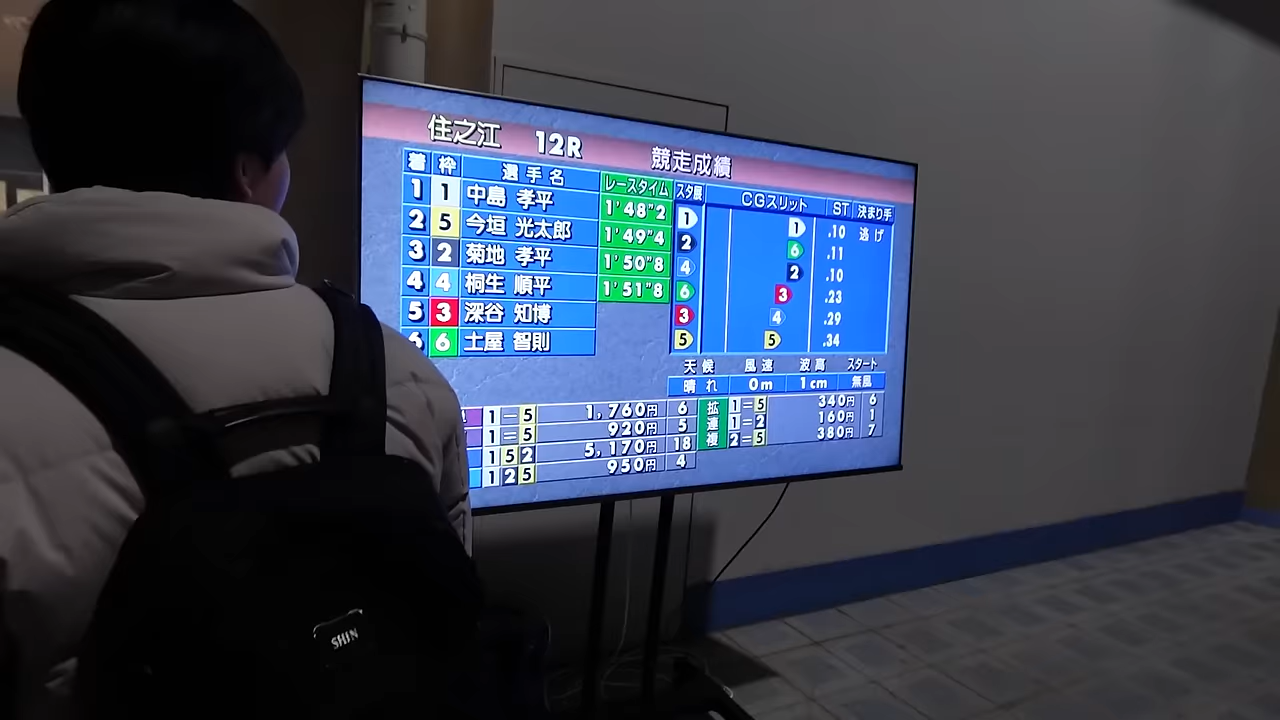 住之江 12R 競走成績
着 枠 選手名 レースタイム スタ展 CGスリット ST 決まり手
1 1 中島 孝平 1'48"2 1 1 .10 逃げ
2 5 今垣 光太郎 1'49"4 2 6 .11
3 2 菊地 孝平 1'50"8 4 2 .10
4 4 桐生 順平 1'51"8 6 3 .23
5 3 深谷 知博 3 4 .29
6 6 土屋 智則 5 5 .34
天候 風速 波高 スタート
晴れ 0m 1cm 無風
1-5 1,760円 6 拡 1=5 340円 6
1=5 920円 5 連 1=2 160円 1
1 5 2 5,170円 18 複 2=5 380円 7
1 2 5 950円 4
SHIN